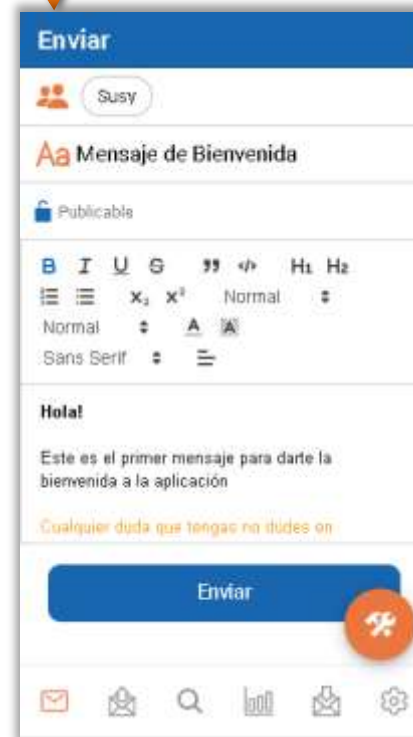 Enviar
Susy
Aa Mensaje de Bienvenida
Publicable
B I U S ” </> H1 H2
X₂ X² Normal
Normal A A
Sans Serif
Hola!
Este es el primer mensaje para darte la
bienvenida a la aplicación
Cualquier duda que tengas no dudes en
Enviar